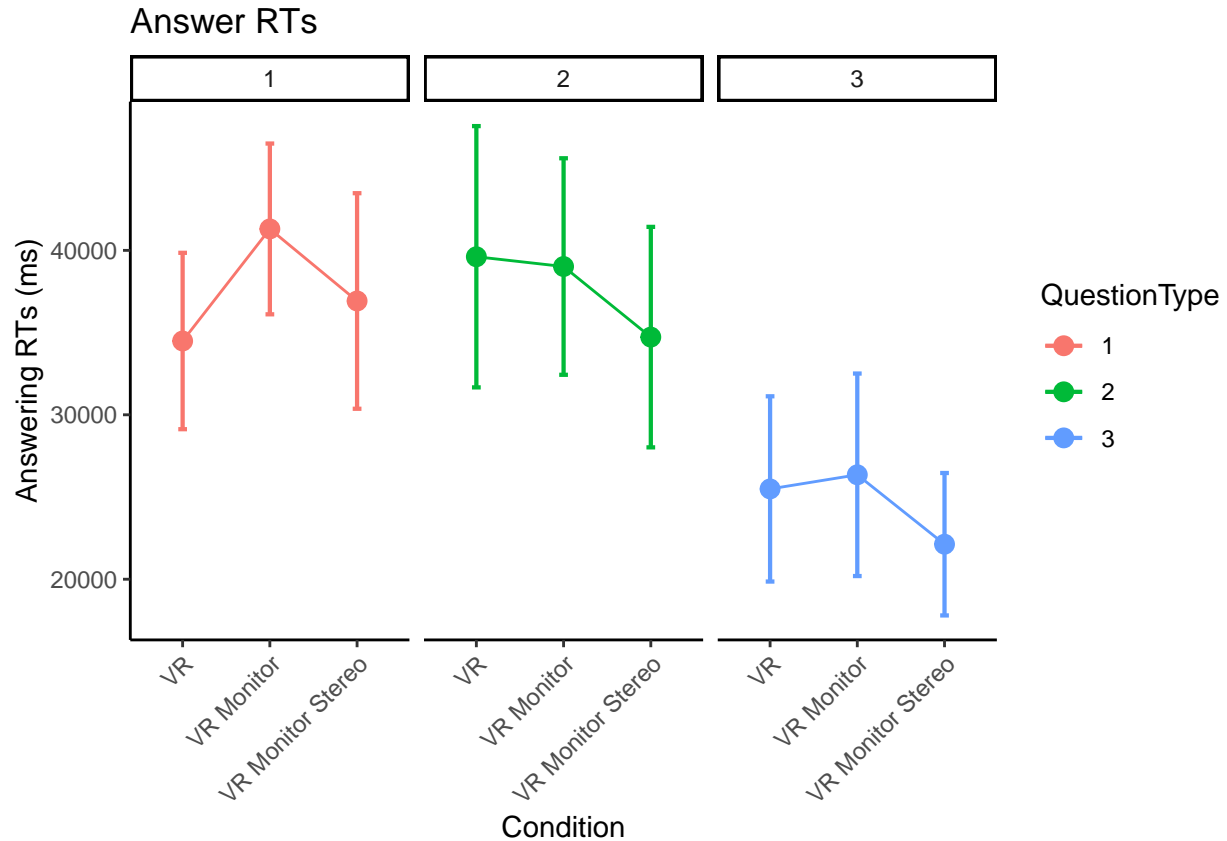 Answer RTs
1
2
3
Answering RTs (ms)
40000
30000
20000
VR
VR Monitor
VR Monitor Stereo
VR
VR Monitor
VR Monitor Stereo
VR
VR Monitor
VR Monitor Stereo
Condition
QuestionType
1
2
3